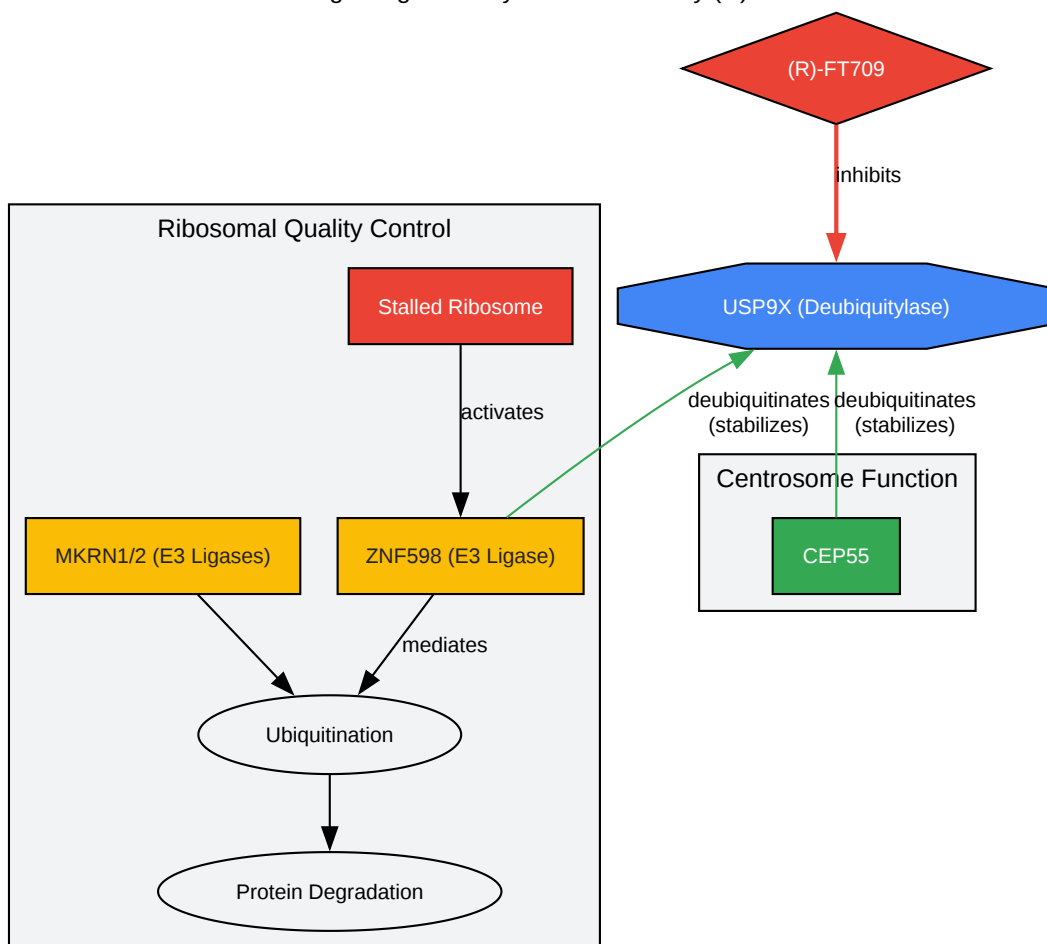 (R)-FT709
inhibits
Ribosomal Quality Control
Stalled Ribosome
USP9X (Deubiquitylase)
activates
deubiquitinates
(stabilizes)
deubiquitinates
(stabilizes)
Centrosome Function
MKRN1/2 (E3 Ligases)
ZNF598 (E3 Ligase)
CEP55
mediates
Ubiquitination
Protein Degradation